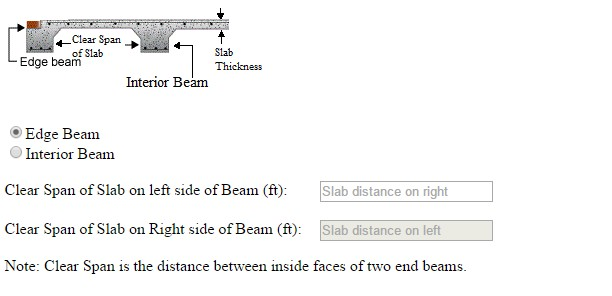 Clear Span
of Slab
Edge beam
Slab
Thickness
Interior Beam
Edge Beam
Interior Beam
Clear Span of Slab on left side of Beam (ft): Slab distance on right
Clear Span of Slab on Right side of Beam (ft): Slab distance on left
Note: Clear Span is the distance between inside faces of two end beams.